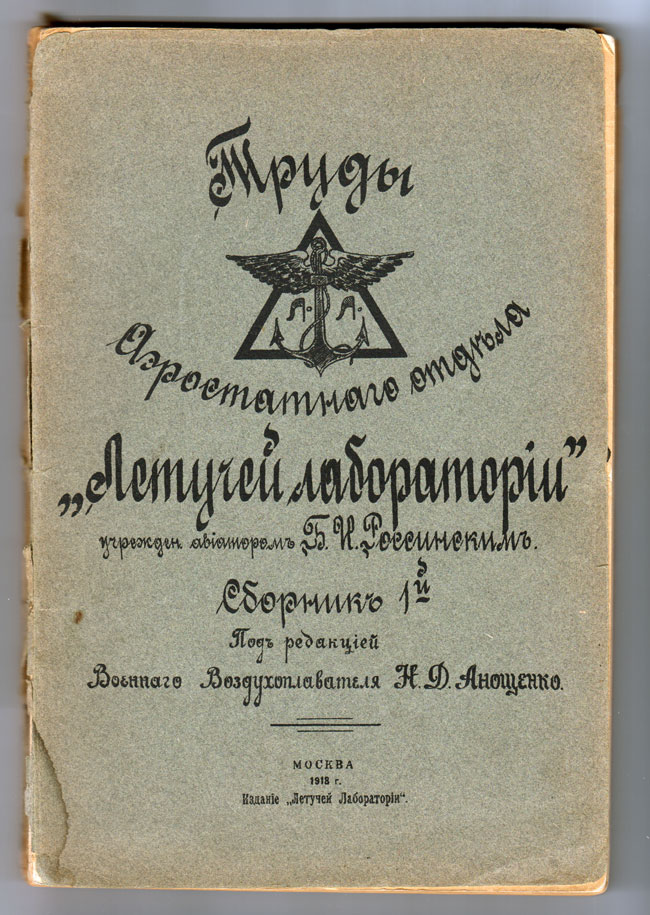 Труды
Л. Л.
Аэростатнаго отдѣла
„Летучей лабораторіи”
учрежден. авіаторомъ Б. И. Россинскимъ.
Сборникъ 1й
Подъ редакціей
Военнаго Воздухоплавателя Н. Д. Анощенко.
МОСКВА
1918 г.
Изданіе „Летучей Лабораторіи".